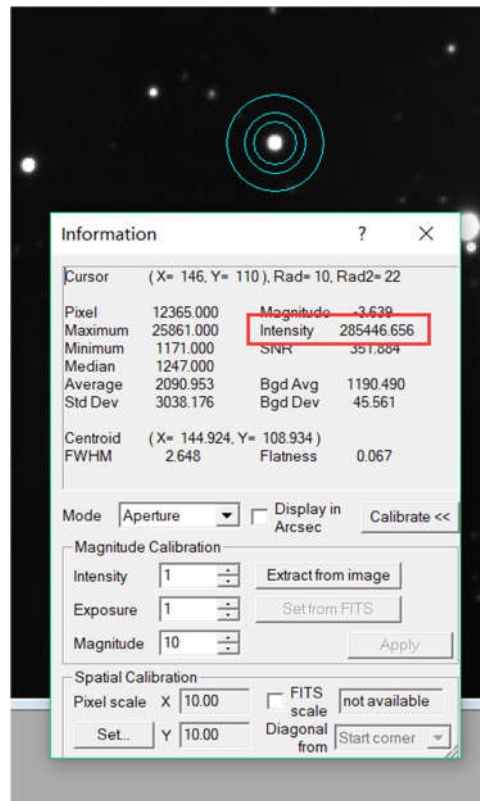 Information ? ×
Cursor ( X= 146, Y= 110 ), Rad= 10, Rad2= 22
Pixel 12365.000 Magnitude -3.639
Maximum 25861.000 Intensity 285446.656
Minimum 1171.000 SNR 351.884
Median 1247.000
Average 2090.953 Bgd Avg 1190.490
Std Dev 3038.176 Bgd Dev 45.561
Centroid ( X= 144.924, Y= 108.934 )
FWHM 2.648 Flatness 0.067
Mode Aperture Display in Arcsec Calibrate <<
Magnitude Calibration
Intensity 1 Extract from image
Exposure 1 Set from FITS
Magnitude 10 Apply
Spatial Calibration
Pixel scale X 10.00 FITS scale not available
Set... Y 10.00 Diagonal from Start corner